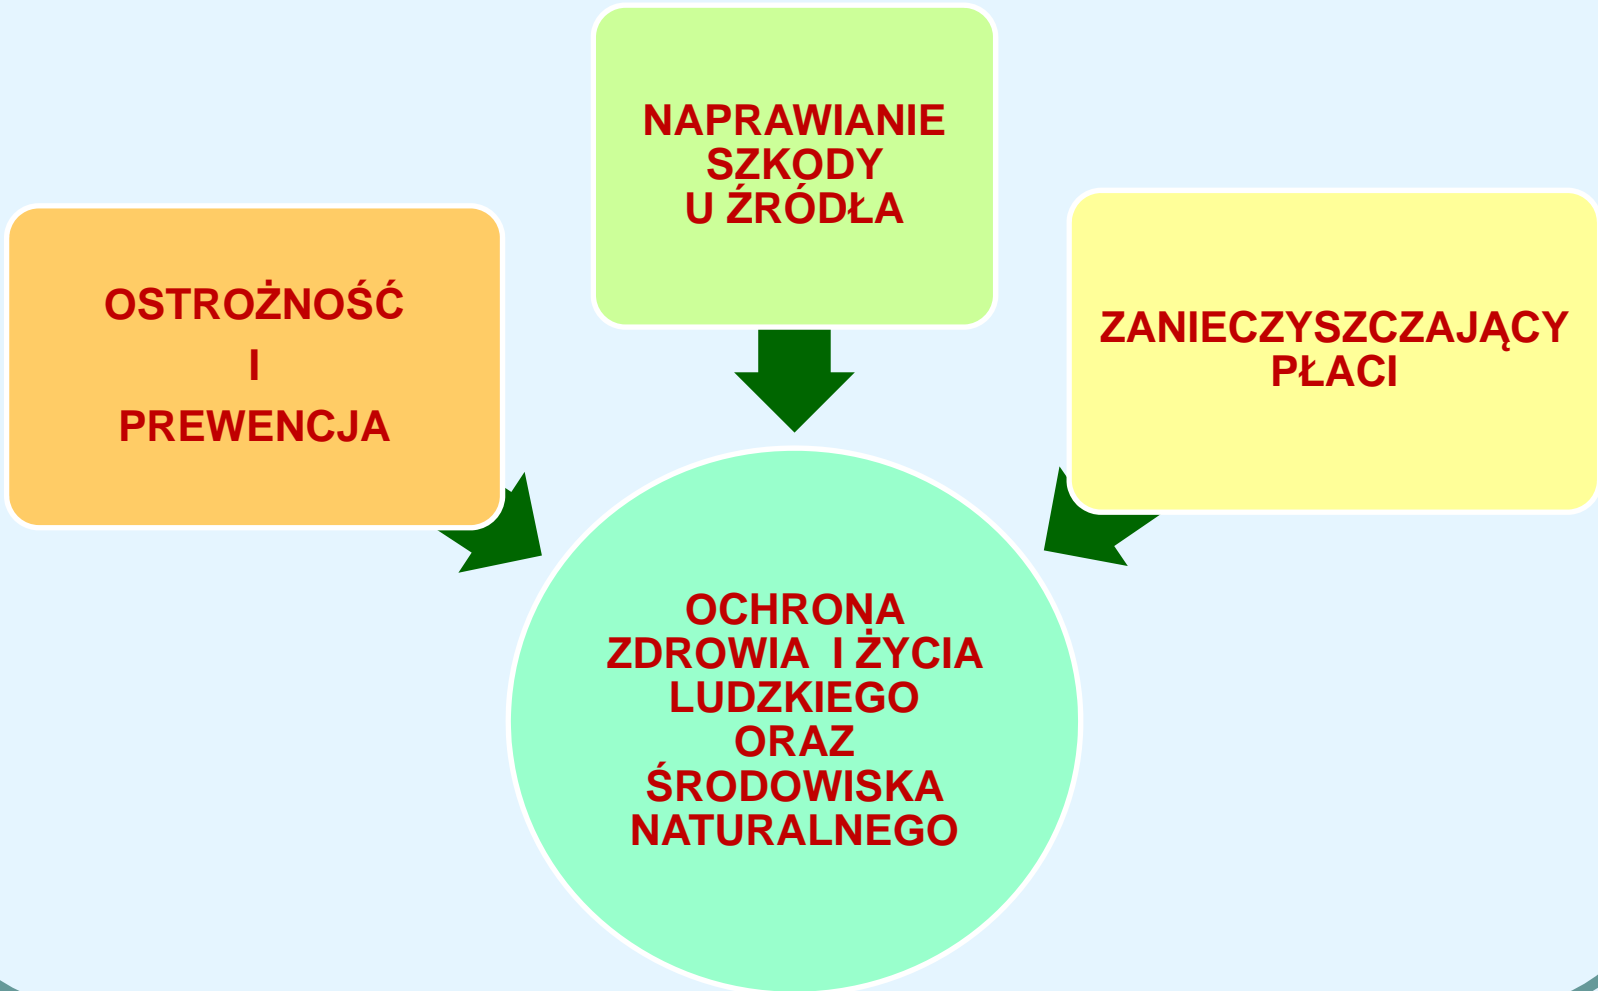 NAPRAWIANIE
SZKODY
U ŹRÓDŁA
OSTROŻNOŚĆ
I
PREWENCJA
ZANIECZYSZCZAJĄCY
PŁACI
OCHRONA
ZDROWIA I ŻYCIA
LUDZKIEGO
ORAZ
ŚRODOWISKA
NATURALNEGO